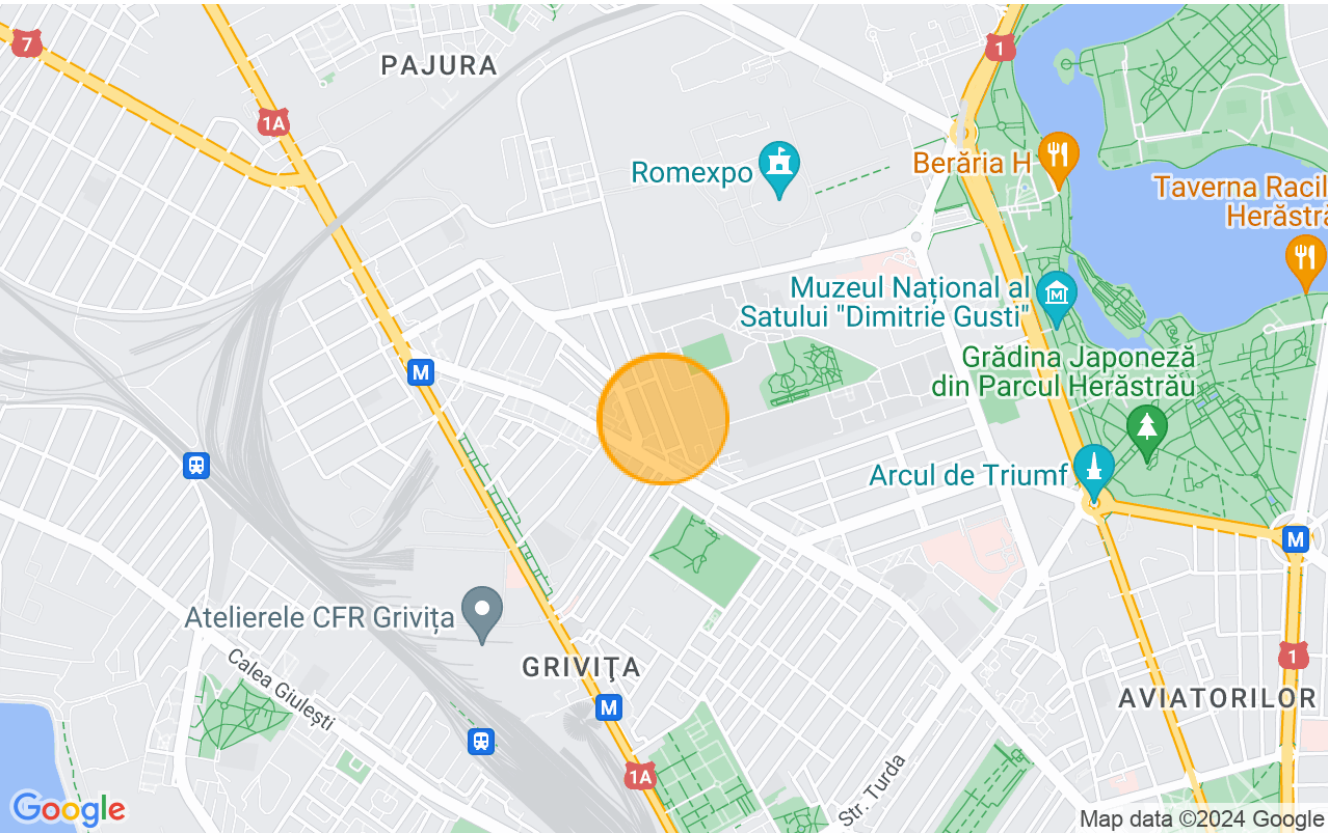 7
1
PAJURA
1A
Romexpo
Berăria H
Taverna Racil
Herăstră
Muzeul Național al
Satului "Dimitrie Gusti"
Grădina Japoneză
din Parcul Herăstrău
M
Arcul de Triumf
M
Atelierele CFR Grivița
Calea Giulești
GRIVIŢA
M
1
AVIATORILOR
1A
Str. Turda
Google
Map data ©2024 Google